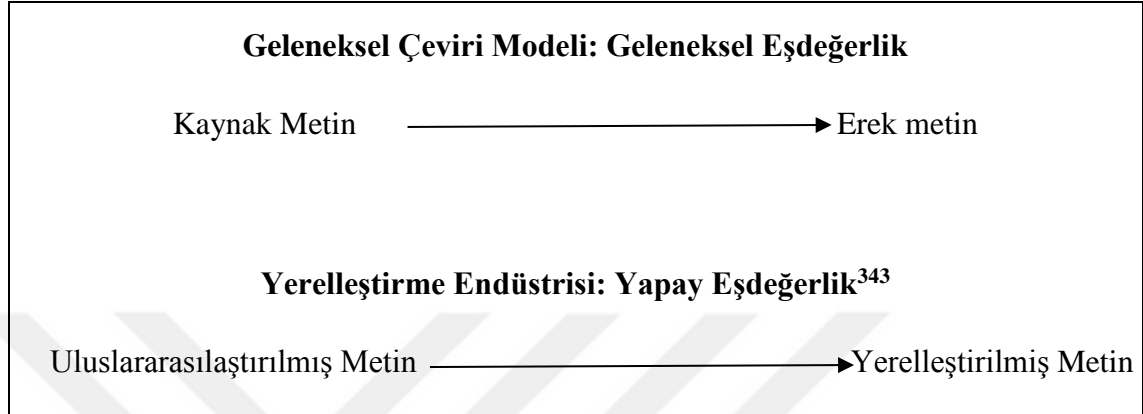 Geleneksel Çeviri Modeli: Geleneksel Eşdeğerlik
Kaynak Metin Erek metin
Yerelleştirme Endüstrisi: Yapay Eşdeğerlik³⁴³
Uluslararasılaştırılmış Metin Yerelleştirilmiş Metin